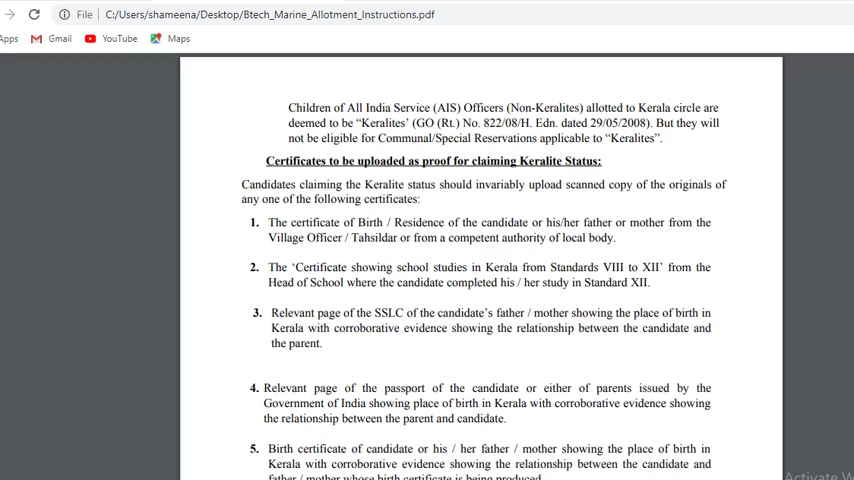 File
C:/Users/shameena/Desktop/Btech_Marine_Allotment_Instructions.pdf
Apps
Gmail
YouTube
Maps
Children of All India Service (AIS) Officers (Non-Keralites) allotted to Kerala circle are
deemed to be “Keralites’ (GO (Rt.) No. 822/08/H. Edn. dated 29/05/2008). But they will
not be eligible for Communal/Special Reservations applicable to “Keralites”.
Certificates to be uploaded as proof for claiming Keralite Status:
Candidates claiming the Keralite status should invariably upload scanned copy of the originals of
any one of the following certificates:
1. The certificate of Birth / Residence of the candidate or his/her father or mother from the
Village Officer / Tahsildar or from a competent authority of local body.
2. The ‘Certificate showing school studies in Kerala from Standards VIII to XII’ from the
Head of School where the candidate completed his / her study in Standard XII.
3. Relevant page of the SSLC of the candidate’s father / mother showing the place of birth in
Kerala with corroborative evidence showing the relationship between the candidate and
the parent.
4. Relevant page of the passport of the candidate or either of parents issued by the
Government of India showing place of birth in Kerala with corroborative evidence showing
the relationship between the parent and candidate.
5. Birth certificate of candidate or his / her father / mother showing the place of birth in
Kerala with corroborative evidence showing the relationship between the candidate and
father / mother whose birth certificate is being produced.
Activate W